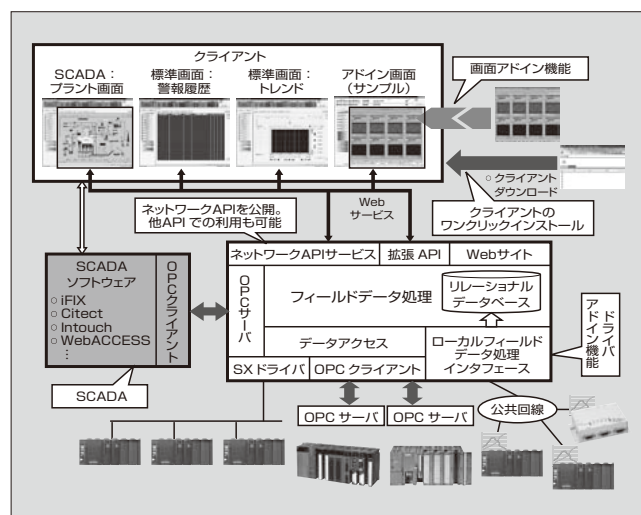 クライアント
SCADA：
プラント画面
標準画面：
警報履歴
標準画面：
トレンド
アドイン画面
（サンプル）
画面アドイン機能
クライアント
ダウンロード
クライアントの
ワンクリックインストール
Web
サービス
ネットワークAPIを公開。
他APIでの利用も可能
ネットワークAPIサービス
拡張 API
Webサイト
SCADA
ソフトウェア
○ iFIX
○ Citect
○ Intouch
○ WebACCESS
⋮
OPCクライアント
OPCサーバ
フィールドデータ処理
リレーショナル
データベース
データアクセス
ローカルフィールド
データ処理
インタフェース
SXドライバ
OPC クライアント
ドライバ
アドイン機能
SCADA
OPC サーバ
OPC サーバ
公共回線